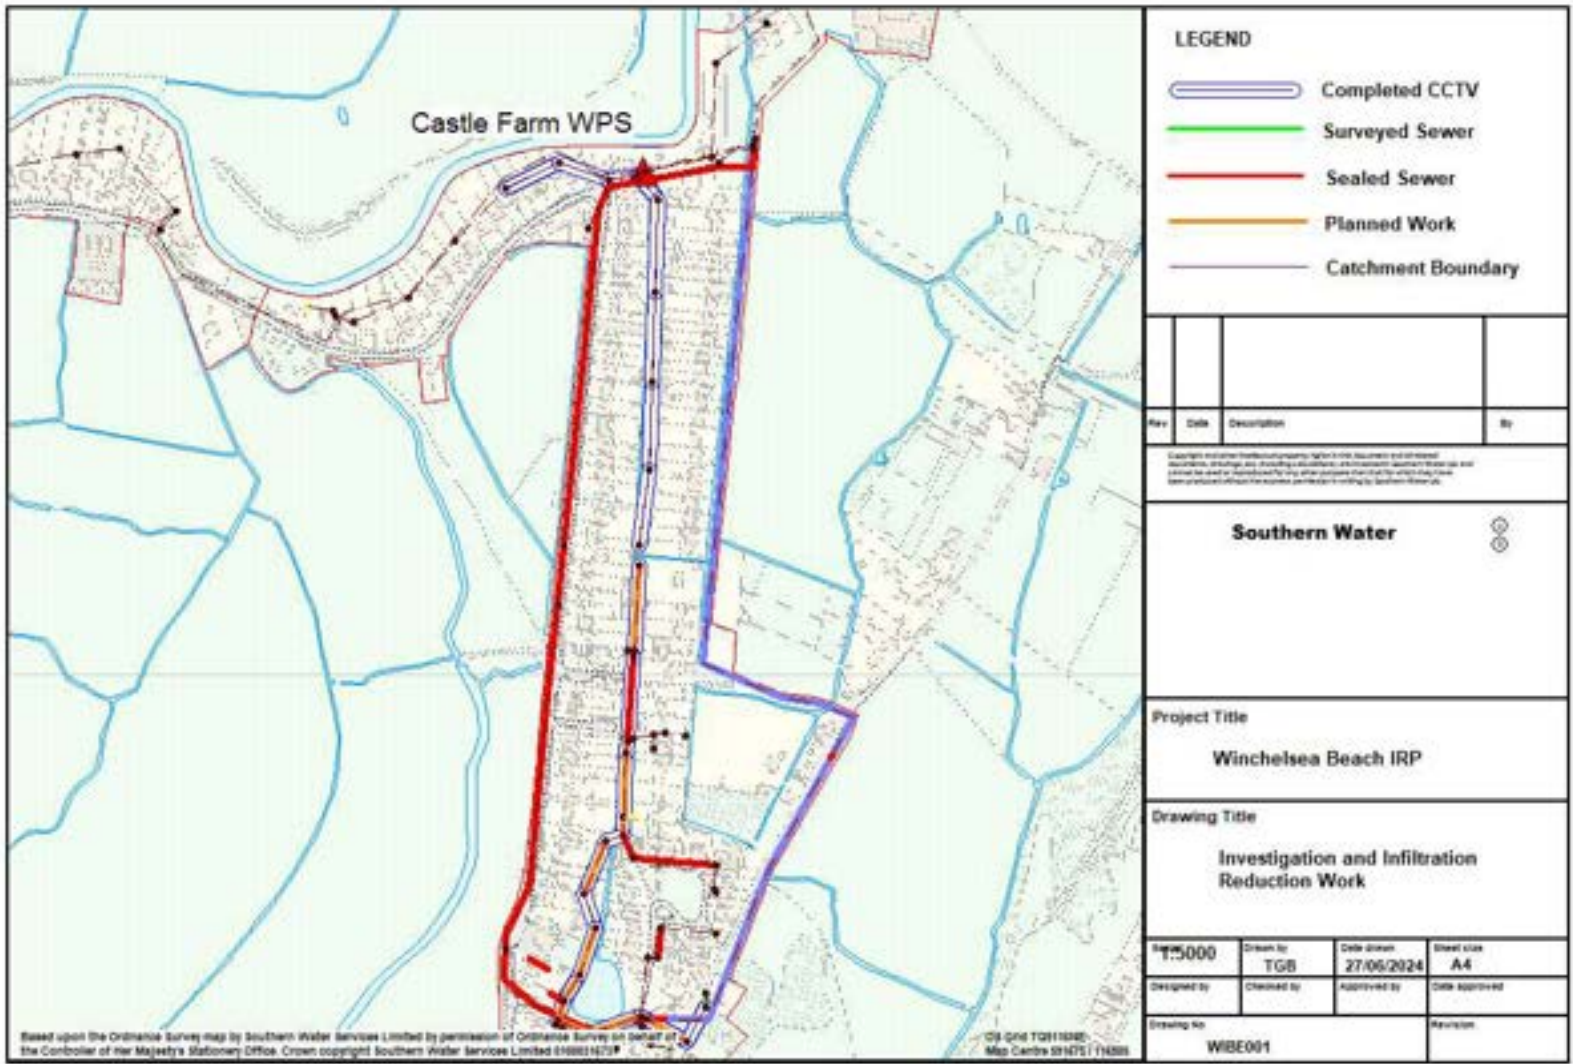 Castle Farm WPS
LEGEND
Completed CCTV
Surveyed Sewer
Sealed Sewer
Planned Work
Catchment Boundary
Rev Date Description By
Southern Water
Project Title
Winchelsea Beach IRP
Drawing Title
Investigation and Infiltration
Reduction Work
1:5000
Drawn by
TGB
Date drawn
27/06/2024
Sheet size
A4
Designed by
Checked by
Approved by
Date approved
Drawing No
WIBE001
Revision
Based upon the Ordnance Survey map by Southern Water Services Limited by permission of Ordnance Survey on behalf of
the Controller of Her Majesty's Stationery Office. Crown copyright Southern Water Services Limited
OS Grid
Map Centre